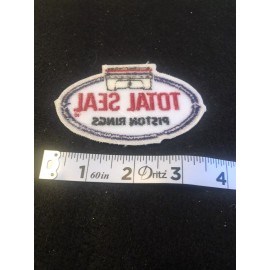 TOTAL SEAL
PISTON RINGS
1 60in 2 Dritz 3 4